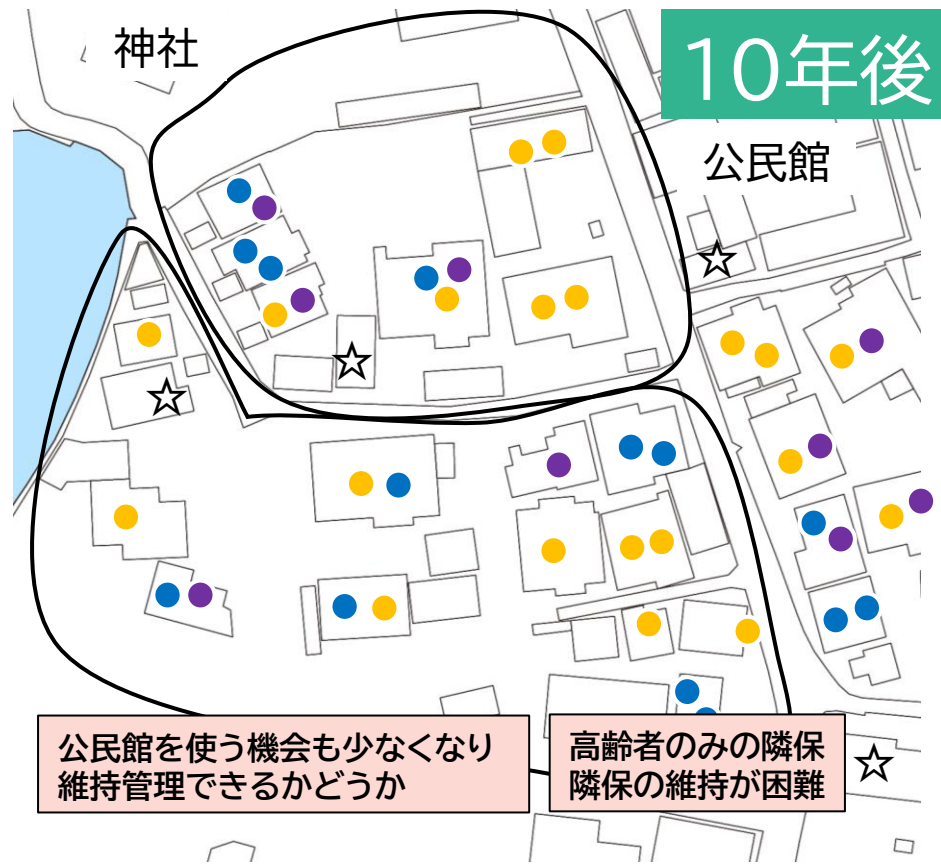 神社
10年後
公民館
公民館を使う機会も少なくなり
維持管理できるかどうか
高齢者のみの隣保
隣保の維持が困難